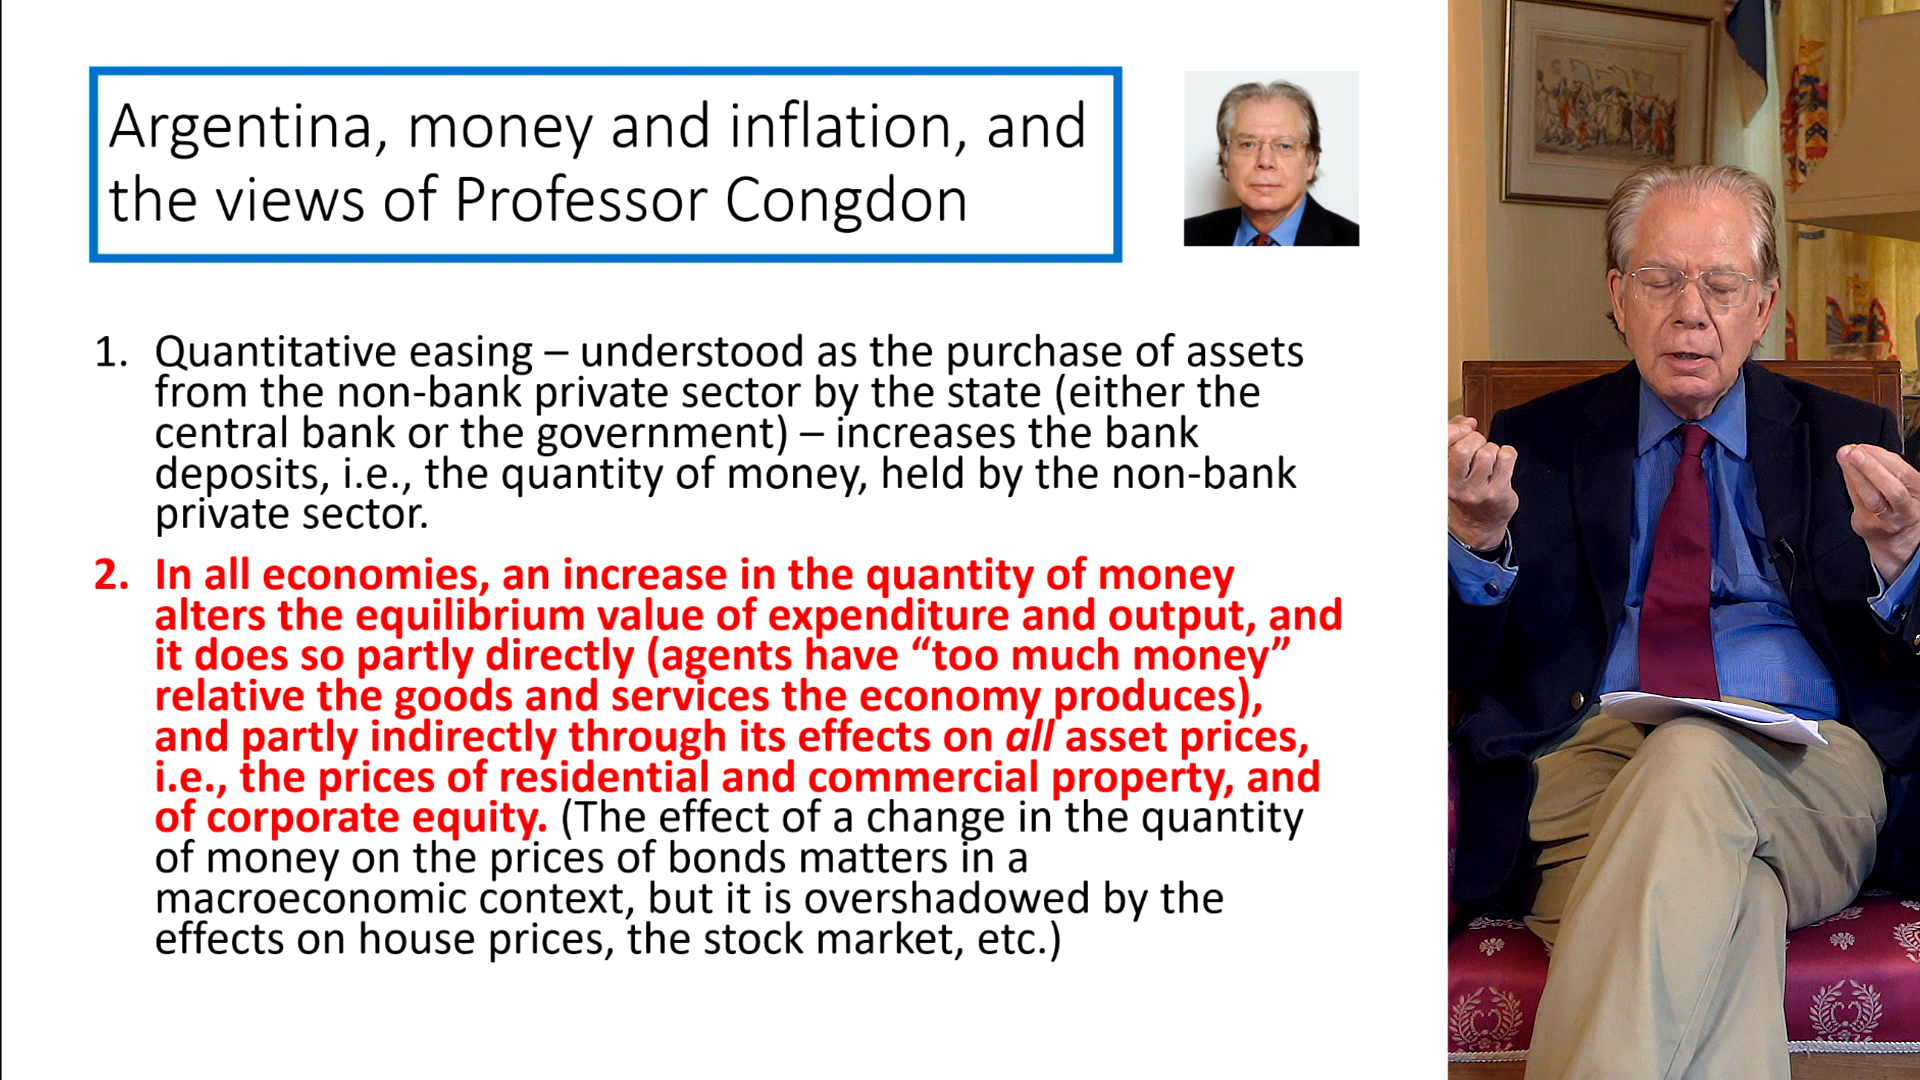 Argentina, money and inflation, and
the views of Professor Congdon
1. Quantitative easing – understood as the purchase of assets
from the non-bank private sector by the state (either the
central bank or the government) – increases the bank
deposits, i.e., the quantity of money, held by the non-bank
private sector.
2. In all economies, an increase in the quantity of money
alters the equilibrium value of expenditure and output, and
it does so partly directly (agents have “too much money”
relative the goods and services the economy produces),
and partly indirectly through its effects on all asset prices,
i.e., the prices of residential and commercial property, and
of corporate equity. (The effect of a change in the quantity
of money on the prices of bonds matters in a
macroeconomic context, but it is overshadowed by the
effects on house prices, the stock market, etc.)